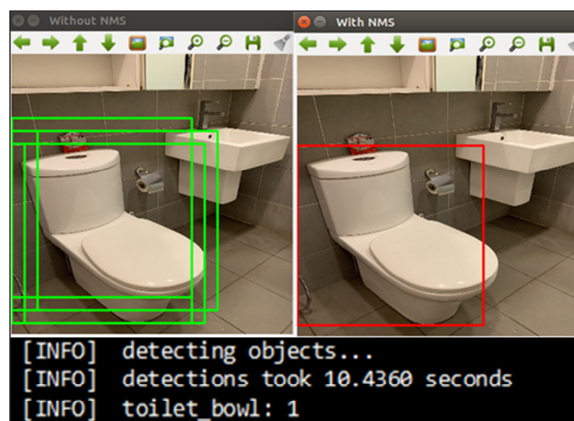 Without NMS
With NMS
[INFO] detecting objects...
[INFO] detections took 10.4360 seconds
[INFO] toilet_bowl: 1